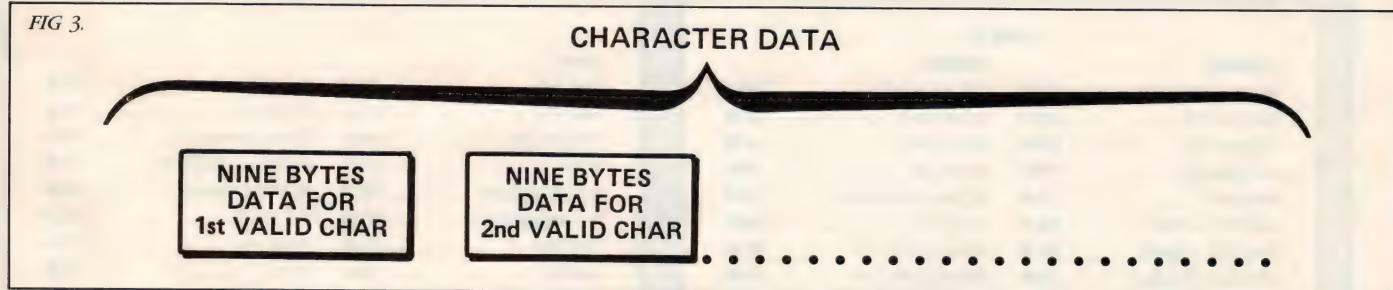 FIG 3.
CHARACTER DATA
NINE BYTES
DATA FOR
1st VALID CHAR
NINE BYTES
DATA FOR
2nd VALID CHAR